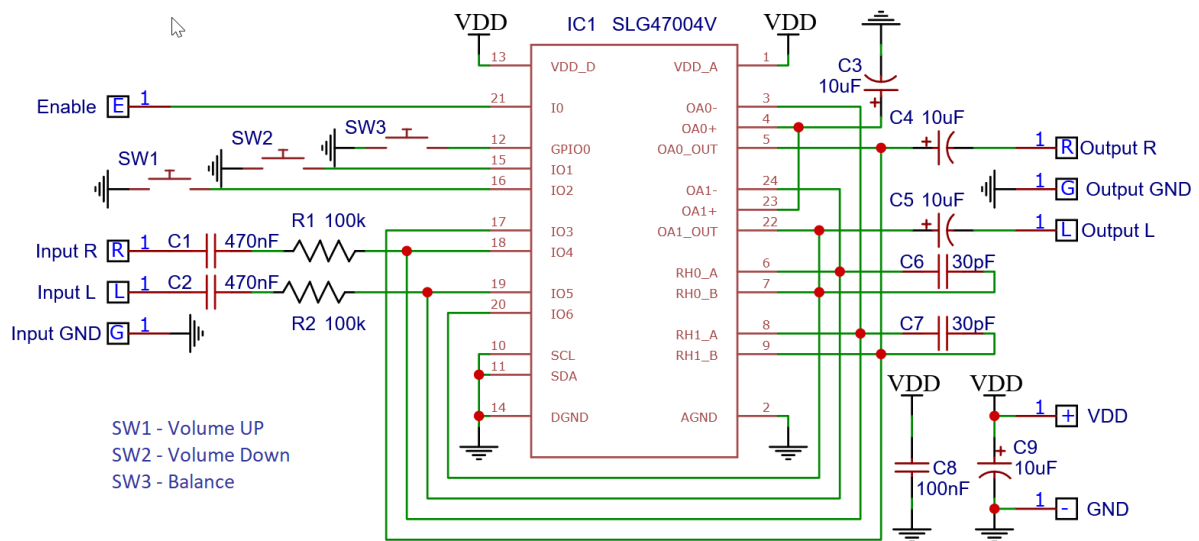 VDD IC1 SLG47004V VDD
13 VDD_D VDD_A 1
C3
10uF
+
Enable E 1 21 I0 OA0- 3
SW3 OA0+ 4 C4 10uF
SW2 12 GPIO0 OA0_OUT 5 + 1 R Output R
SW1 15 IO1
16 IO2 OA1- 24 1 G Output GND
OA1+ 23 C5 10uF
R1 100k 17 IO3 OA1_OUT 22 + 1 L Output L
Input R R 1 C1 470nF 18 IO4
RH0_A 6 C6 30pF
Input L L 1 C2 470nF 19 IO5 RH0_B 7
R2 100k 20 IO6
Input GND G 1 RH1_A 8 C7 30pF
10 SCL RH1_B 9
11 SDA
VDD VDD
14 DGND AGND 2 1 + VDD
SW1 - Volume UP
SW2 - Volume Down
SW3 - Balance
+ C9
10uF
C8
100nF
1 - GND